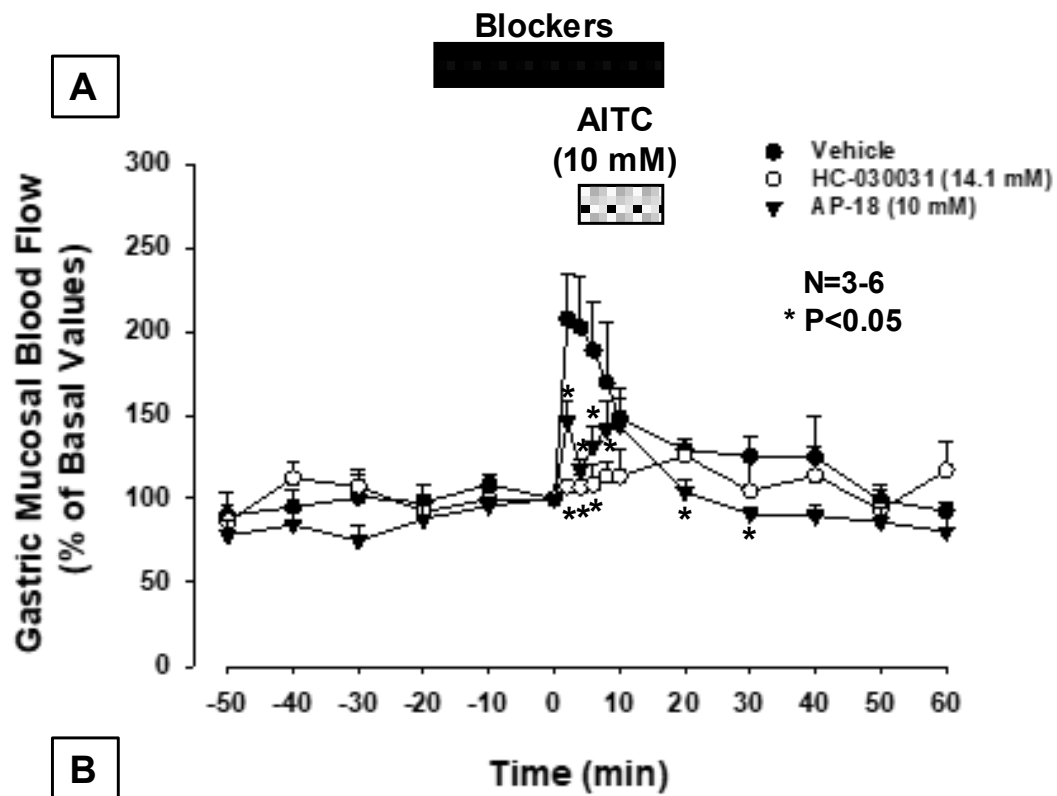 Blockers
A
AITC
(10 mM)
Vehicle
HC-030031 (14.1 mM)
AP-18 (10 mM)
N=3-6
* P<0.05
Gastric Mucosal Blood Flow
(% of Basal Values)
300
250
200
150
100
50
0
* * * * * * * * *
-50 -40 -30 -20 -10 0 10 20 30 40 50 60
Time (min)
B